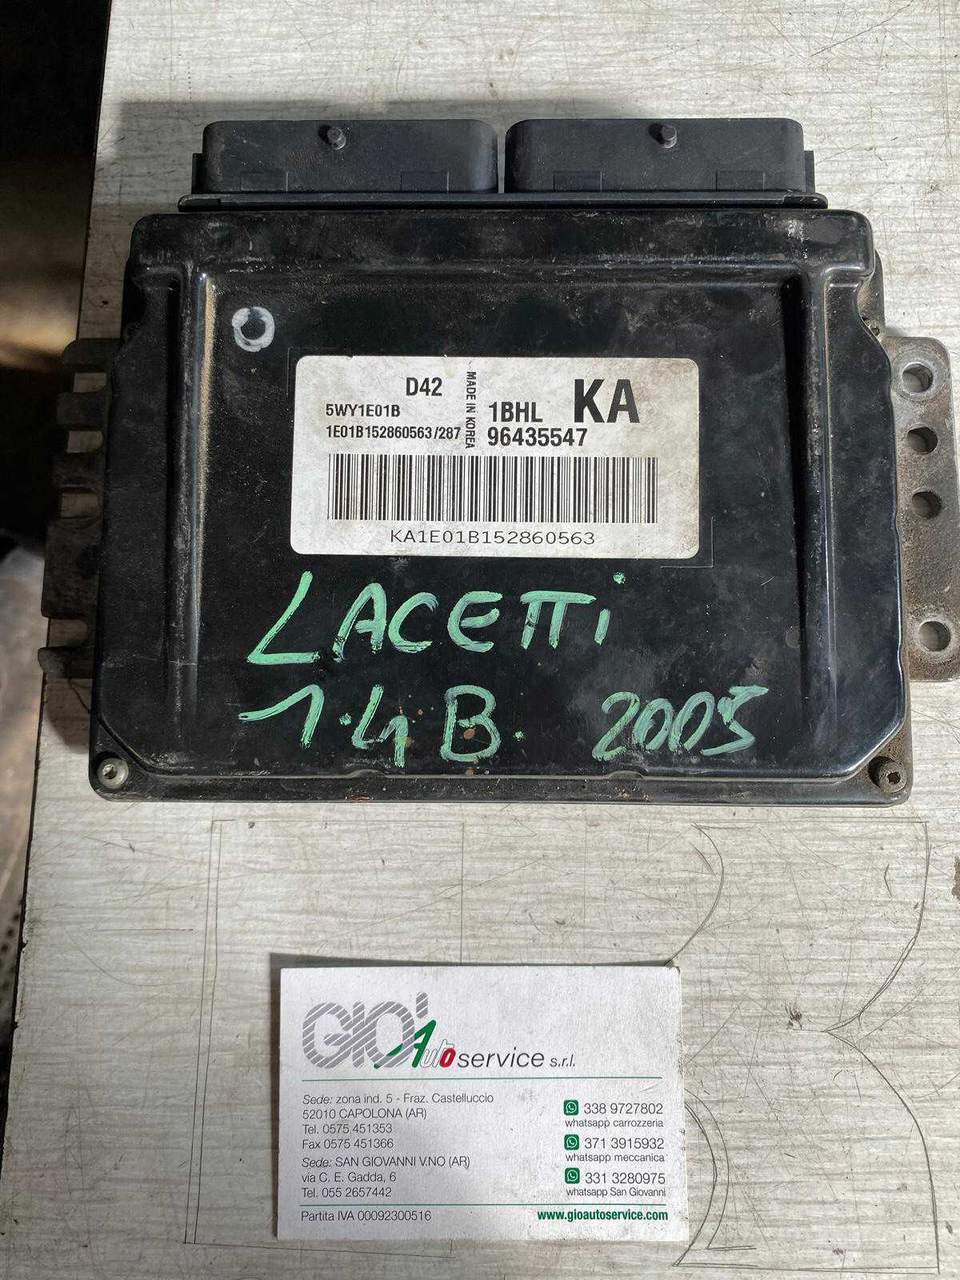 D42
MADE IN KOREA
1BHL KA
5WY1E01B
1E01B152860563/287
96435547
KA1E01B152860563
LACETTi
1.4 B. 2005
GIO' Auto service s.r.l.
Sede: zona ind. 5 - Fraz. Castelluccio
52010 CAPOLONA (AR)
Tel. 0575 451353
Fax 0575 451366
Sede: SAN GIOVANNI V.NO (AR)
via C. E. Gadda, 6
Tel. 055 2657442
338 9727802
whatsapp carrozzeria
371 3915932
whatsapp meccanica
331 3280975
whatsapp San Giovanni
Partita IVA 00092300516
www.gioautoservice.com